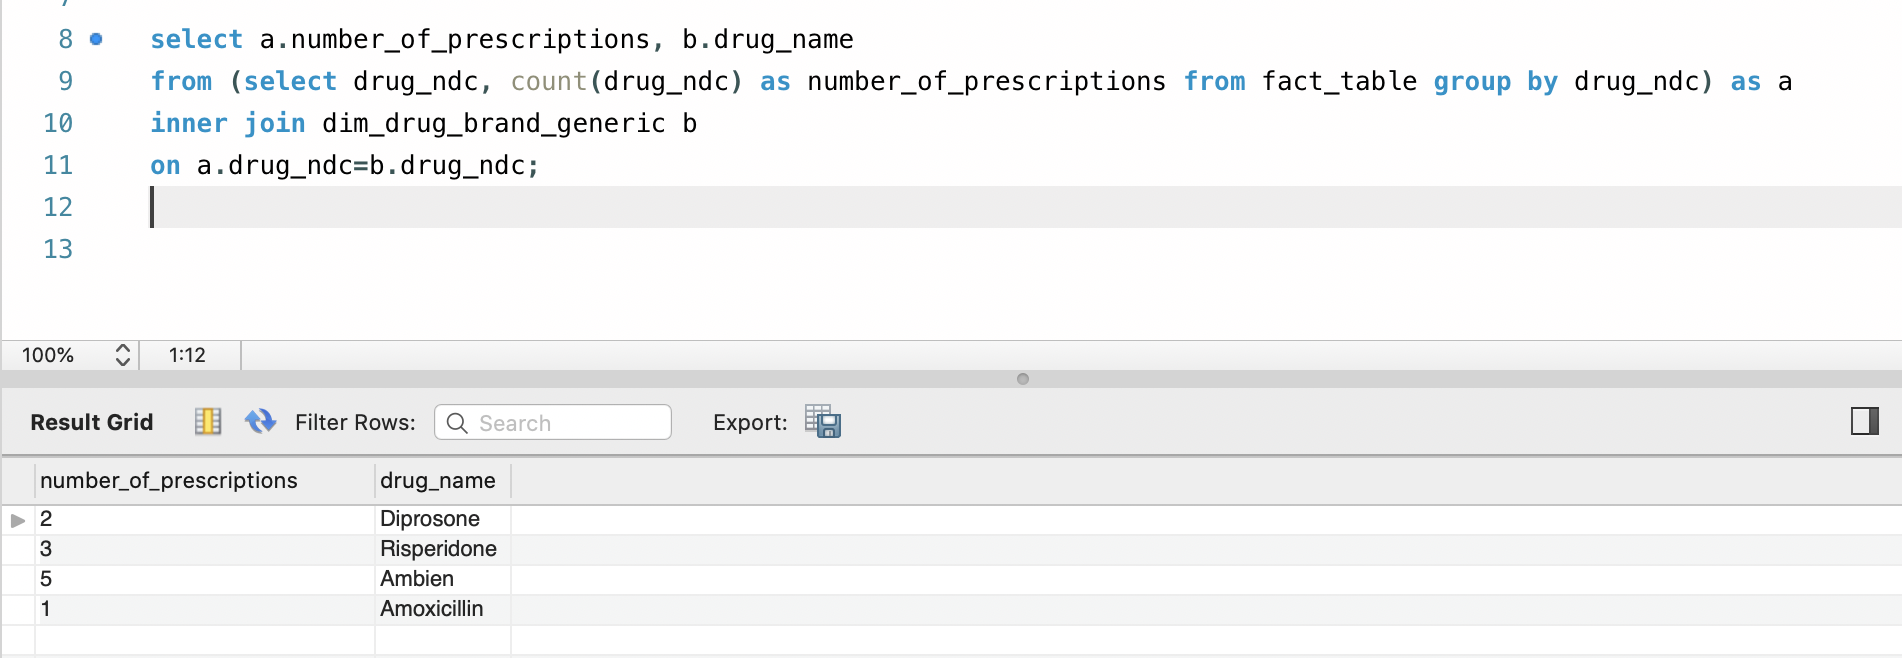 7
8 select a.number_of_prescriptions, b.drug_name
9 from (select drug_ndc, count(drug_ndc) as number_of_prescriptions from fact_table group by drug_ndc) as a
10 inner join dim_drug_brand_generic b
11 on a.drug_ndc=b.drug_ndc;
12
13
100% 1:12
Result Grid Filter Rows: Search Export:
number_of_prescriptions drug_name
2 Diprosone
3 Risperidone
5 Ambien
1 Amoxicillin